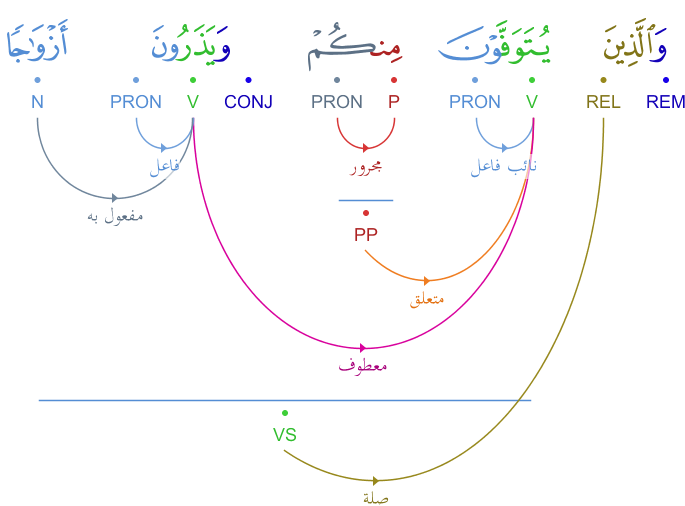 وَٱلَّذِينَ يُتَوَفَّوْنَ مِنكُمْ وَيَذَرُونَ أَزْوَٰجًا
REM REL V PRON P PRON CONJ V PRON N
نائب فاعل مجرور فاعل
مفعول به
PP
متعلق
معطوف
VS
صلة